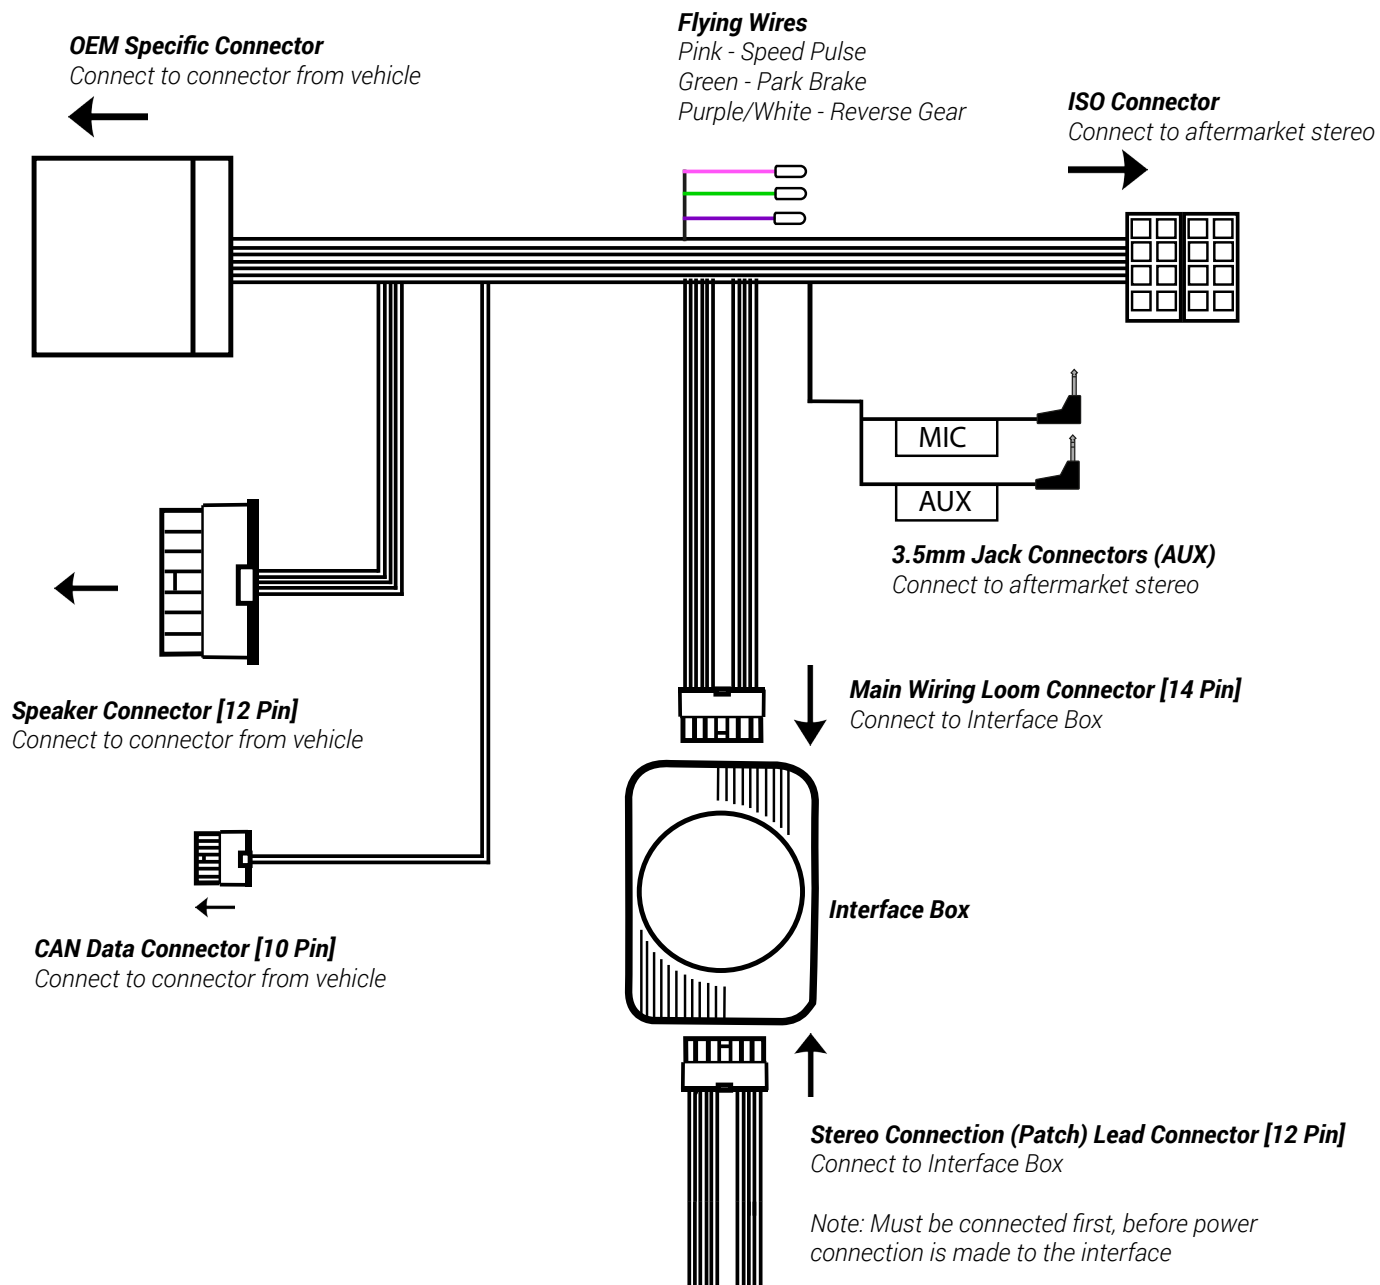 Flying Wires
Pink - Speed Pulse
Green - Park Brake
Purple/White - Reverse Gear
OEM Specific Connector
Connect to connector from vehicle
ISO Connector
Connect to aftermarket stereo
MIC
AUX
3.5mm Jack Connectors (AUX)
Connect to aftermarket stereo
Main Wiring Loom Connector [14 Pin]
Connect to Interface Box
Speaker Connector [12 Pin]
Connect to connector from vehicle
Interface Box
CAN Data Connector [10 Pin]
Connect to connector from vehicle
Stereo Connection (Patch) Lead Connector [12 Pin]
Connect to Interface Box
Note: Must be connected first, before power
connection is made to the interface